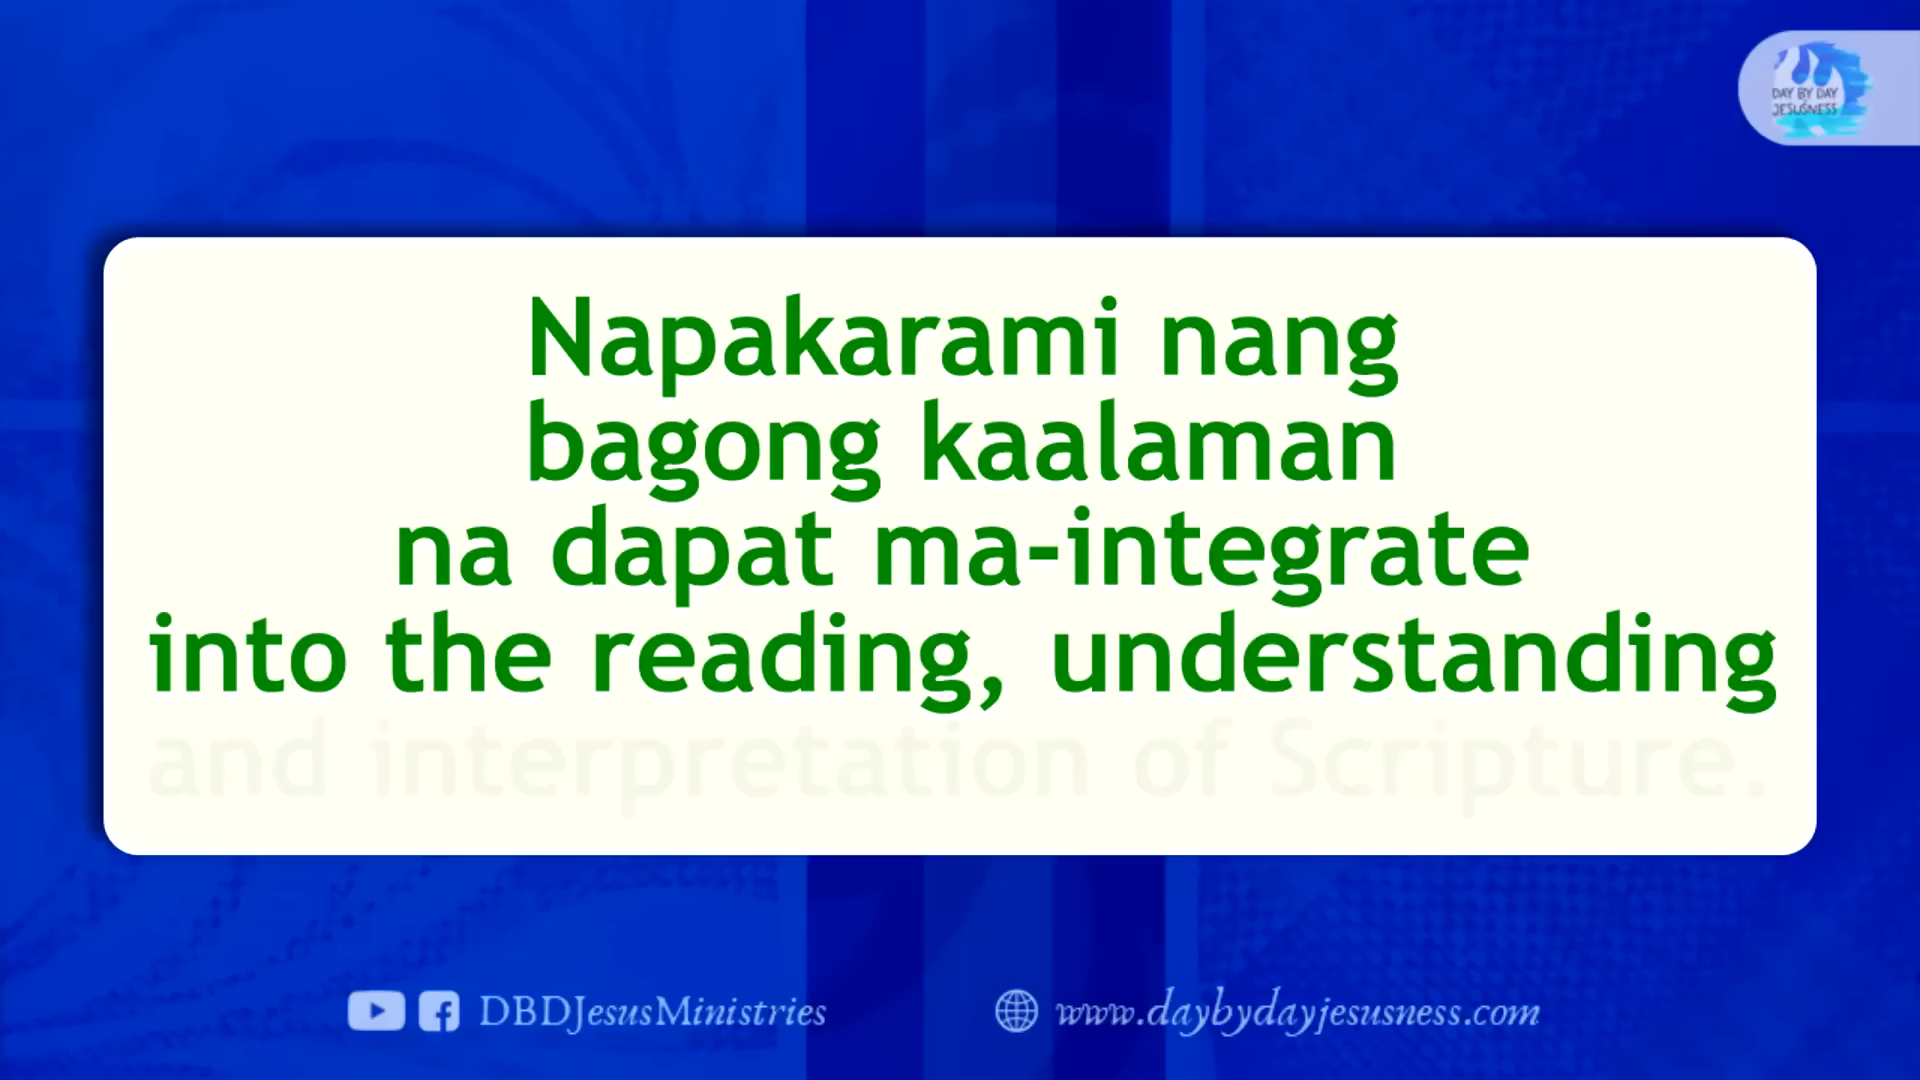 DAY BY DAY
JESUSNESS
Napakarami nang
bagong kaalaman
na dapat ma-integrate
into the reading, understanding
and interpretation of Scripture.
DBDJesusMinistries
www.daybydayjesusness.com